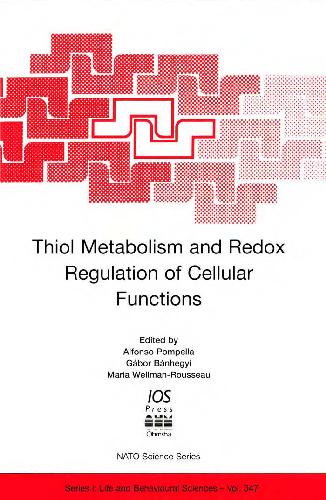 Thiol Metabolism and Redox
Regulation of Cellular
Functions
Edited by
Alfonso Pompella
Gábor Bánhegyi
Maria Wellman-Rousseau
IOS
Press
Ohmsha
NATO Science Series
Series I: Life and Behavioural Sciences – Vol. 347